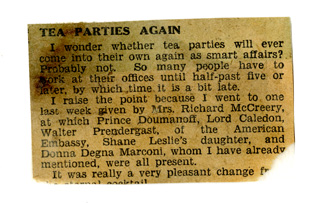 TEA PARTIES AGAIN
I wonder whether tea parties will ever
come into their own again as smart affairs?
Probably not. So many people have to
work at their offices until half-past five or
later, by which time it is a bit late.
I raise the point because I went to one
last week given by Mrs. Richard McCreery,
at which Prince Doumanoff, Lord Caledon,
Walter Prendergast, of the American
Embassy, Shane Leslie's daughter, and
Donna Degna Marconi, whom I have already
mentioned, were all present.
It was really a very pleasant change
cocktail